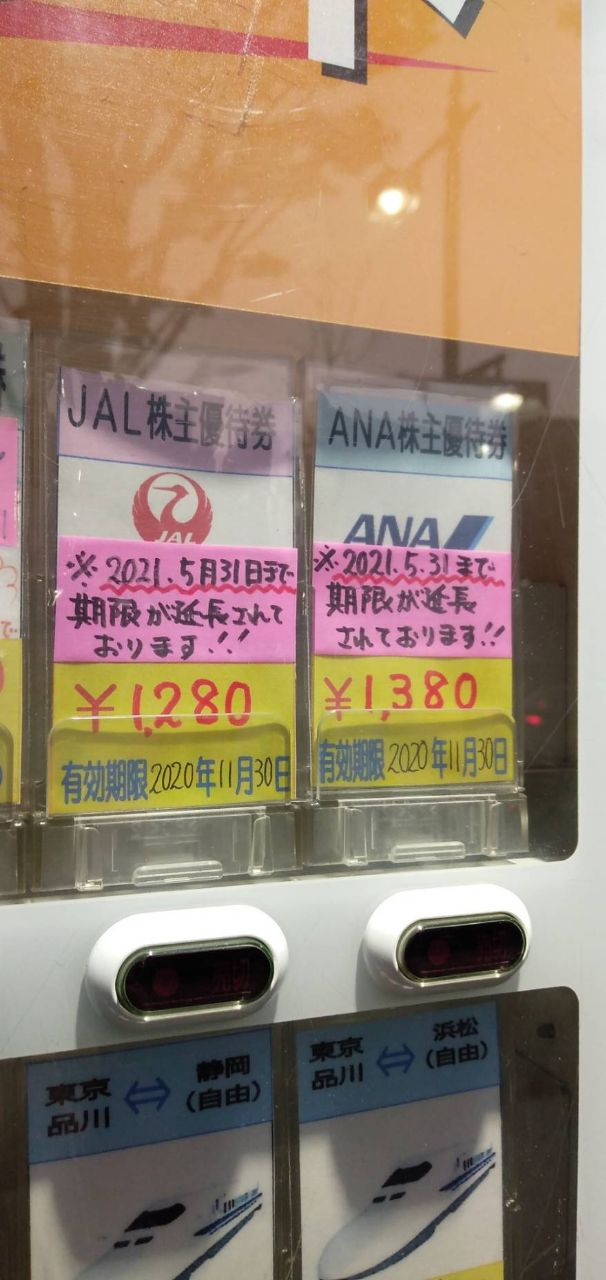 JAL株主優待券
JAL
※2021.5月31日まで
期限が延長されて
おります!!
¥1,280
有効期限2020年11月30日
ANA株主優待券
ANA
※2021.5.31まで
期限が延長
されております!!
¥1,380
有効期限2020年11月30日
東京
品川
⇔
静岡
(自由)
東京
品川
⇔
浜松
(自由)